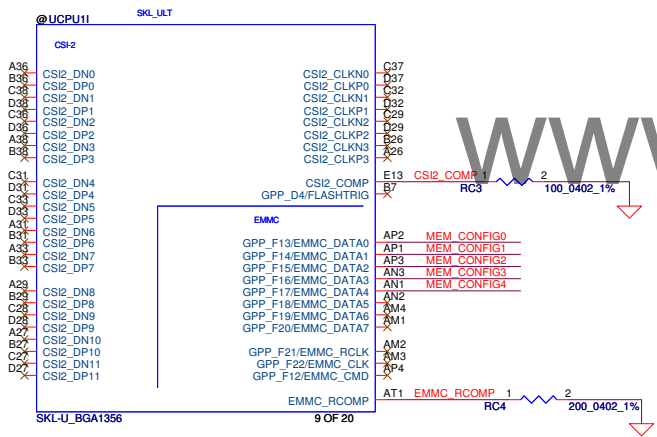 @UCPU1I
SKL_ULT
CSI-2
A36 CSI2_DN0
B36 CSI2_DP0
C38 CSI2_DN1
D38 CSI2_DP1
C36 CSI2_DN2
D36 CSI2_DP2
A38 CSI2_DN3
B38 CSI2_DP3
C31 CSI2_DN4
D31 CSI2_DP4
C33 CSI2_DN5
D33 CSI2_DP5
A31 CSI2_DN6
B31 CSI2_DP6
A33 CSI2_DN7
B33 CSI2_DP7
A29 CSI2_DN8
B29 CSI2_DP8
C28 CSI2_DN9
D28 CSI2_DP9
A27 CSI2_DN10
B27 CSI2_DP10
C27 CSI2_DN11
D27 CSI2_DP11
CSI2_CLKN0 C37
CSI2_CLKP0 D37
CSI2_CLKN1 C32
CSI2_CLKP1 D32
CSI2_CLKN2 C29
CSI2_CLKP2 D29
CSI2_CLKN3 B26
CSI2_CLKP3 A26
CSI2_COMP E13 CSI2_COMP 1 2
GPP_D4/FLASHTRIG B7
RC3 100_0402_1%
EMMC
GPP_F13/EMMC_DATA0 AP2 MEM_CONFIG0
GPP_F14/EMMC_DATA1 AP1 MEM_CONFIG1
GPP_F15/EMMC_DATA2 AP3 MEM_CONFIG2
GPP_F16/EMMC_DATA3 AN3 MEM_CONFIG3
GPP_F17/EMMC_DATA4 AN1 MEM_CONFIG4
GPP_F18/EMMC_DATA5 AN2
GPP_F19/EMMC_DATA6 AM4
GPP_F20/EMMC_DATA7 AM1
GPP_F21/EMMC_RCLK AM2
GPP_F22/EMMC_CLK AM3
GPP_F12/EMMC_CMD AP4
EMMC_RCOMP AT1 EMMC_RCOMP 1 2
RC4 200_0402_1%
SKL-U_BGA1356
9 OF 20